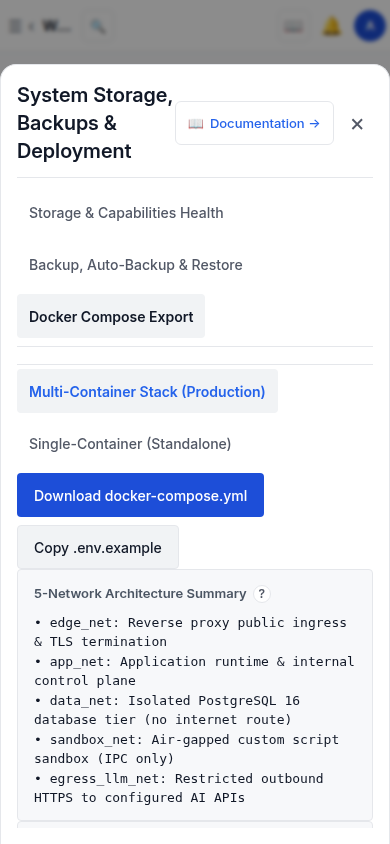 W...
A
System Storage,
Backups &
Deployment
Documentation →
×
Storage & Capabilities Health
Backup, Auto-Backup & Restore
Docker Compose Export
Multi-Container Stack (Production)
Single-Container (Standalone)
Download docker-compose.yml
Copy .env.example
5-Network Architecture Summary ?
• edge_net: Reverse proxy public ingress
& TLS termination
• app_net: Application runtime & internal
control plane
• data_net: Isolated PostgreSQL 16
database tier (no internet route)
• sandbox_net: Air-gapped custom script
sandbox (IPC only)
• egress_llm_net: Restricted outbound
HTTPS to configured AI APIs